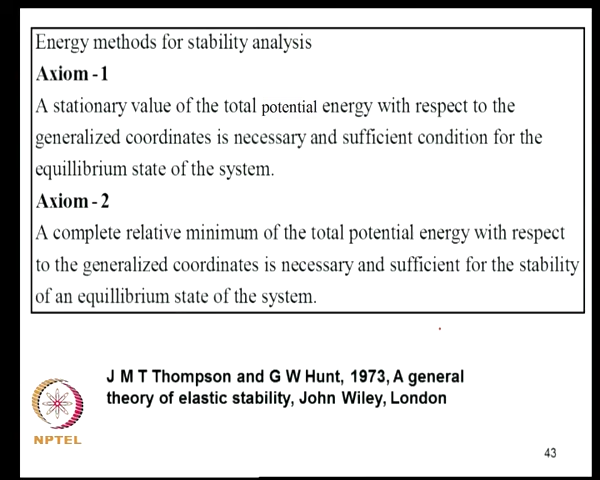 Energy methods for stability analysis
Axiom - 1
A stationary value of the total potential energy with respect to the
generalized coordinates is necessary and sufficient condition for the
equillibrium state of the system.
Axiom - 2
A complete relative minimum of the total potential energy with respect
to the generalized coordinates is necessary and sufficient for the stability
of an equillibrium state of the system.
J M T Thompson and G W Hunt, 1973, A general
theory of elastic stability, John Wiley, London
NPTEL
43